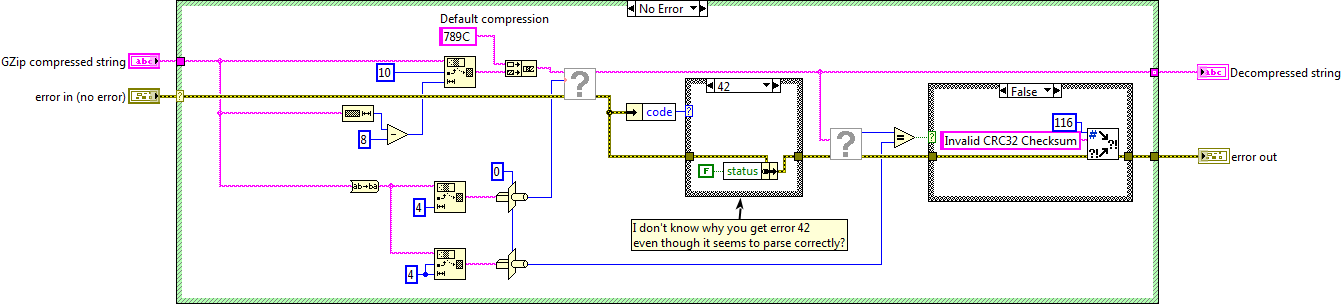 No Error
Default compression
789C
GZip compressed string
abc
10
abc
Decompressed string
error in (no error)
?
?
42
False
code
?
116
8
=
?
Invalid CRC32 Checksum
#
?!
?!
?
error out
F
status
ab→ba
0
4
I don't know why you get error 42
even though it seems to parse correctly?
4